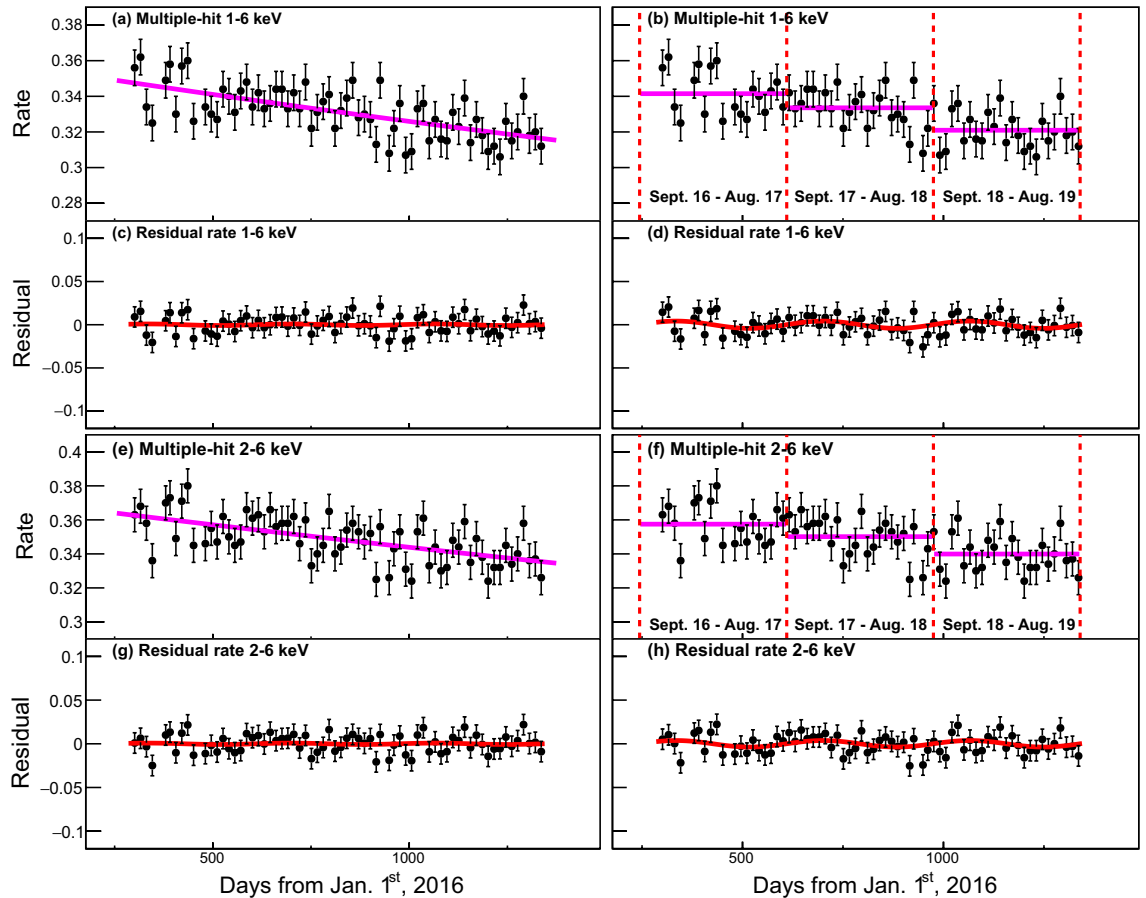 (a) Multiple-hit 1-6 keV
(b) Multiple-hit 1-6 keV
Rate
0.38
0.36
0.34
0.32
0.3
0.28
Sept. 16 - Aug. 17
Sept. 17 - Aug. 18
Sept. 18 - Aug. 19
(c) Residual rate 1-6 keV
(d) Residual rate 1-6 keV
Residual
0.1
0.05
0
−0.05
−0.1
(e) Multiple-hit 2-6 keV
(f) Multiple-hit 2-6 keV
Rate
0.4
0.38
0.36
0.34
0.32
0.3
Sept. 16 - Aug. 17
Sept. 17 - Aug. 18
Sept. 18 - Aug. 19
(g) Residual rate 2-6 keV
(h) Residual rate 2-6 keV
Residual
0.1
0.05
0
−0.05
−0.1
500
1000
500
1000
Days from Jan. 1st, 2016
Days from Jan. 1st, 2016